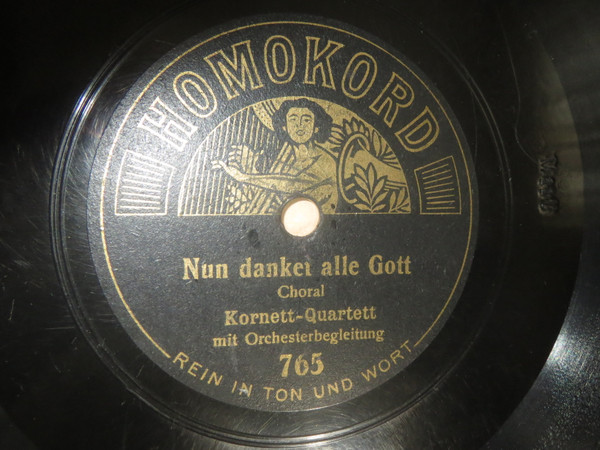 HOMOKORD
Nun danket alle Gott
Choral
Kornett-Quartett
mit Orchesterbegleitung
765
REIN IN TON UND WORT